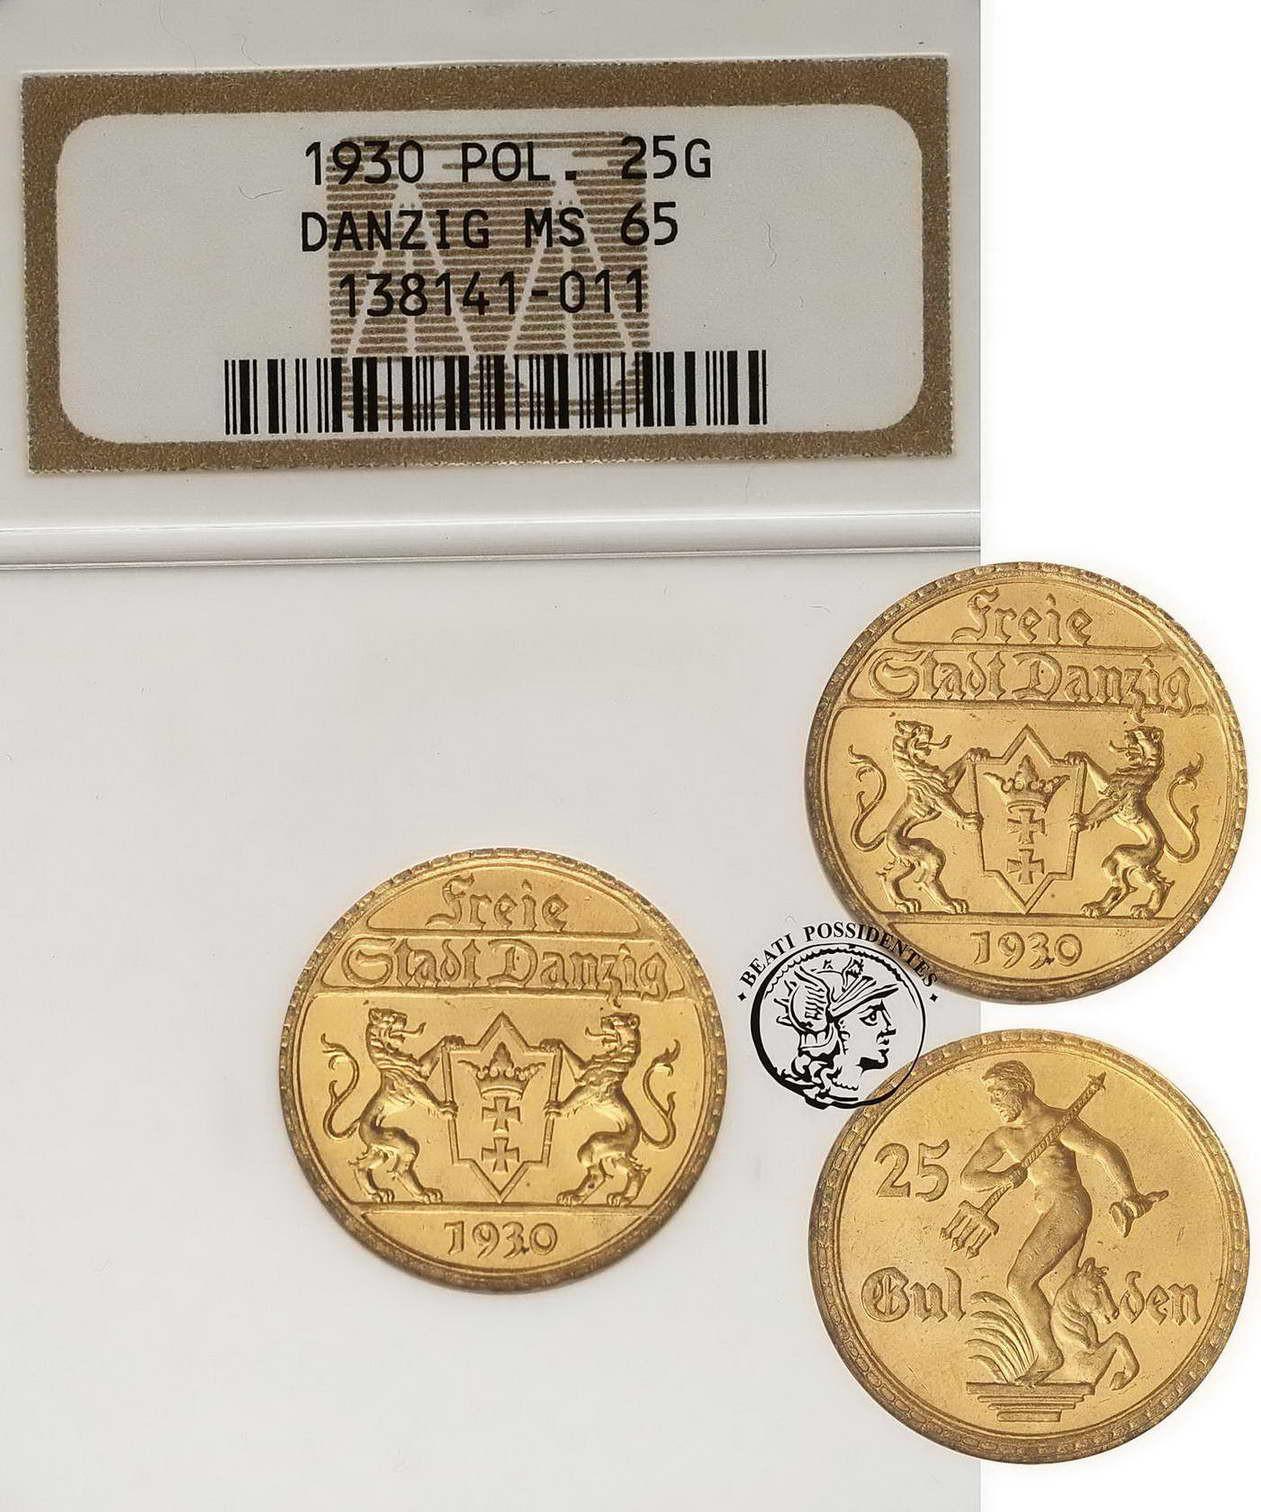 1930 POL. 25G
DANZIG MS 65
138141-011
Freie
Stadt Danzig
1930
Freie
Stadt Danzig
1930
• BEATI POSSIDENTES •
25
Gulden